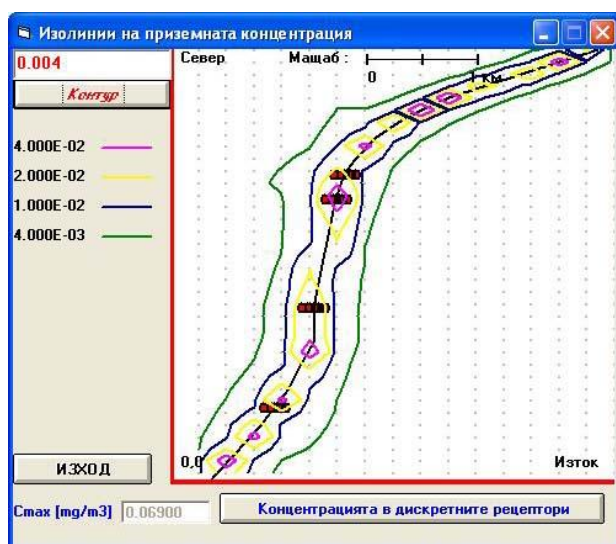 Изолинии на приземната концентрация
0.004
Контур
4.000E-02
2.000E-02
1.000E-02
4.000E-03
Север
Мащаб :
0
1 км
0,0
Изток
ИЗХОД
Cmax [mg/m3]
0.06900
Концентрацията в дискретните рецептори